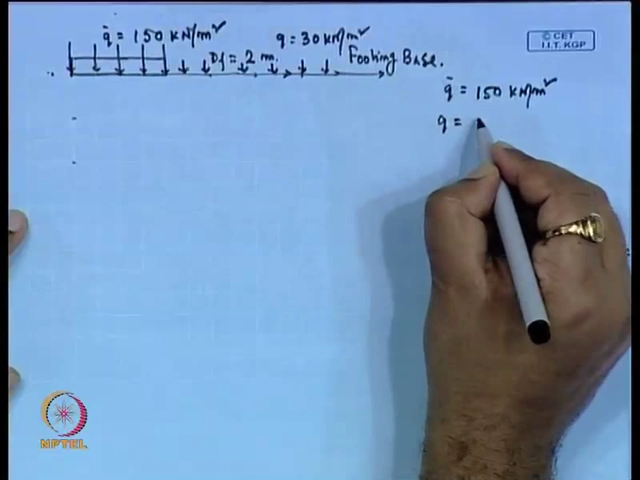 q̄ = 150 kN/m²
q = 30 kN/m²
Df = 2 m.
Footing Base.
q̄ = 150 kN/m²
q =
© CET
I.I.T. KGP
NPTEL